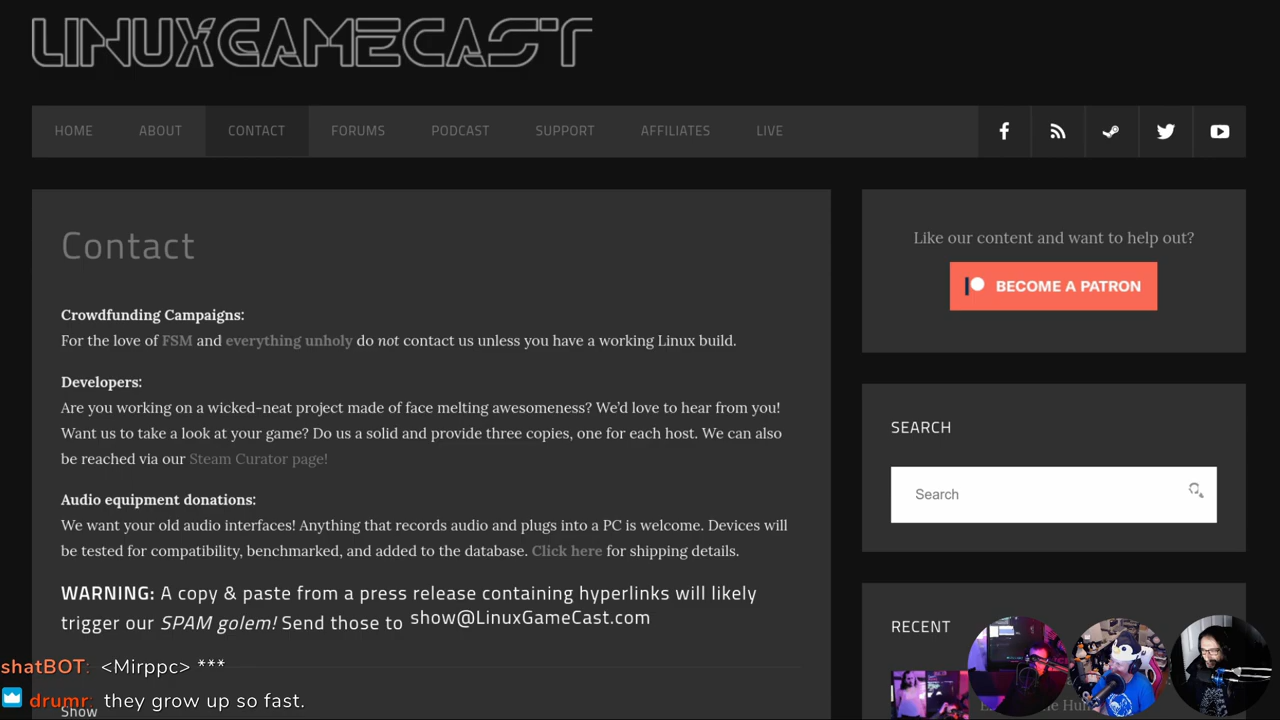 LINUXGAMECAST
HOME ABOUT CONTACT FORUMS PODCAST SUPPORT AFFILIATES LIVE
Contact
Crowdfunding Campaigns:
For the love of FSM and everything unholy do not contact us unless you have a working Linux build.
Developers:
Are you working on a wicked-neat project made of face melting awesomeness? We’d love to hear from you!
Want us to take a look at your game? Do us a solid and provide three copies, one for each host. We can also
be reached via our Steam Curator page!
Audio equipment donations:
We want your old audio interfaces! Anything that records audio and plugs into a PC is welcome. Devices will
be tested for compatibility, benchmarked, and added to the database. Click here for shipping details.
WARNING: A copy & paste from a press release containing hyperlinks will likely
trigger our SPAM golem! Send those to show@LinuxGameCast.com
Show
Like our content and want to help out?
BECOME A PATRON
SEARCH
Search
RECENT
shatBOT: <Mirppc> ***
drumr: they grow up so fast.